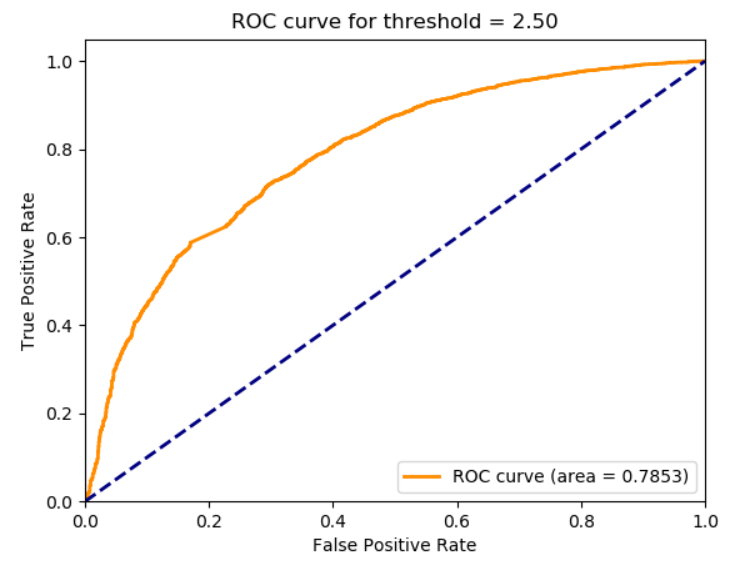 ROC curve for threshold = 2.50
True Positive Rate
1.0
0.8
0.6
0.4
0.2
0.0
ROC curve (area = 0.7853)
0.0 0.2 0.4 0.6 0.8 1.0
False Positive Rate